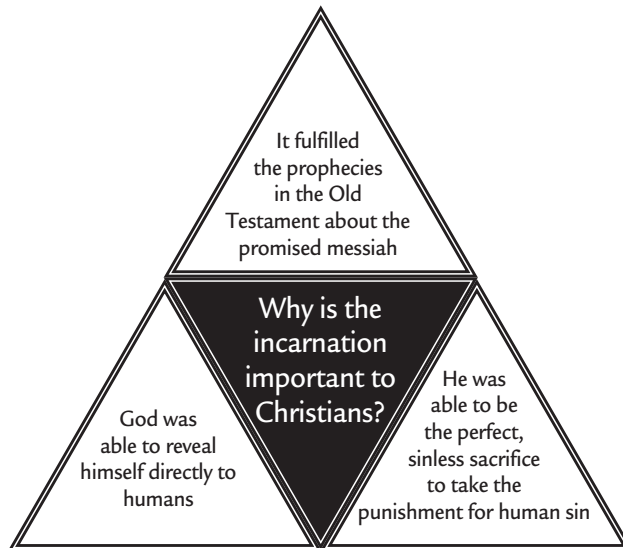 It fulfilled
the prophecies
in the Old
Testament about the
promised messiah
Why is the
incarnation
important to
Christians?
God was
able to reveal
himself directly to
humans
He was
able to be
the perfect,
sinless sacrifice
to take the
punishment for human sin